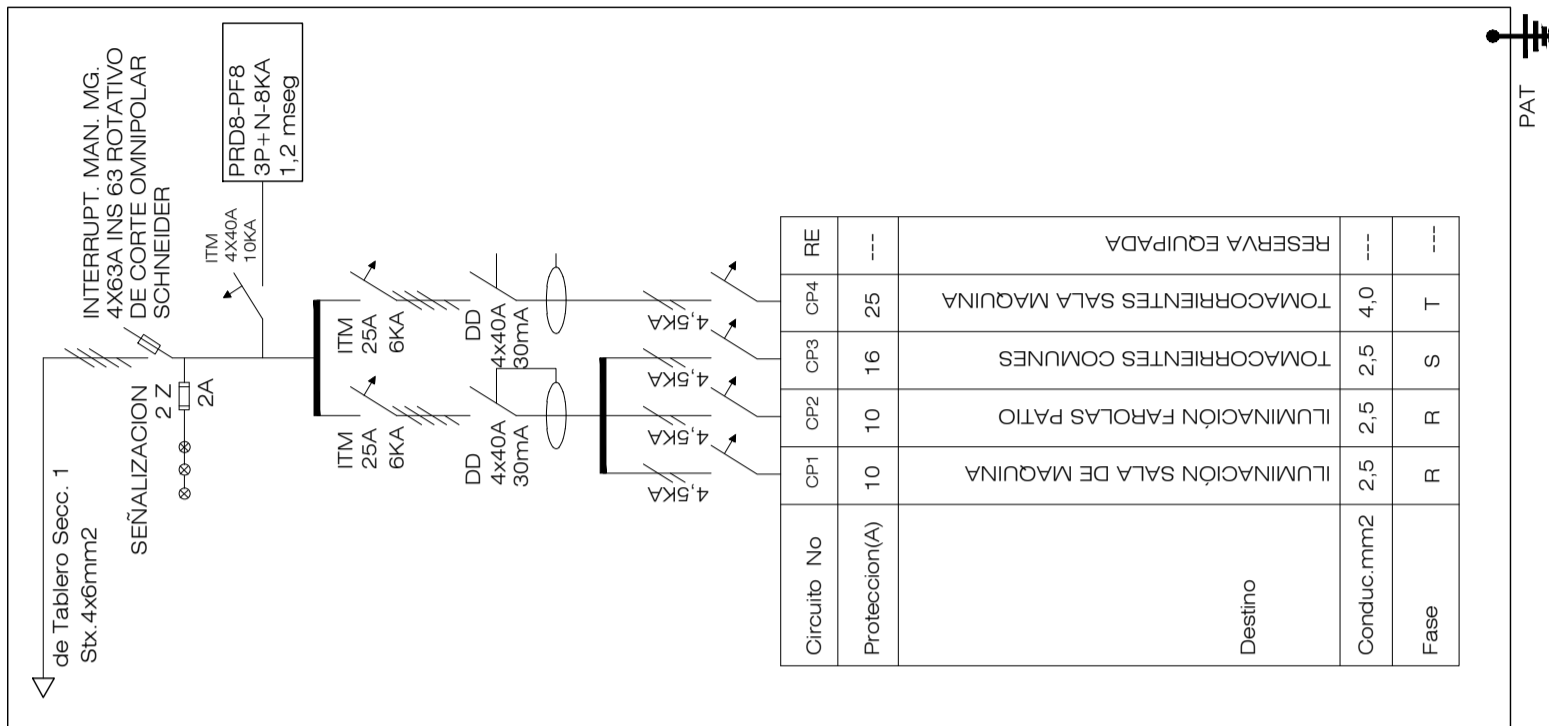 INTERRUPT. MAN. MG.
4X63A INS 63 ROTATIVO
DE CORTE OMNIPOLAR
SCHNEIDER
PRD8-PF8
3P+N-8KA
1,2 mseg
ITM
4X40A
10KA
de Tablero Secc. 1
Stx.4x6mm2
SEÑALIZACION
2 Z
2A
ITM
25A
6KA
ITM
25A
6KA
DD
4x40A
30mA
DD
4x40A
30mA
4,5KA
4,5KA
4,5KA
4,5KA
Circuito No CP1 CP2 CP3 CP4 RE
Proteccion(A) 10 10 16 25 ---
Destino
ILUMINACIÓN SALA DE MAQUINA
ILUMINACIÓN FAROLAS PATIO
TOMACORRIENTES COMUNES
TOMACORRIENTES SALA MAQUINA
RESERVA EQUIPADA
Conduc.mm2 2,5 2,5 2,5 4,0 ---
Fase R R S T ---
PAT